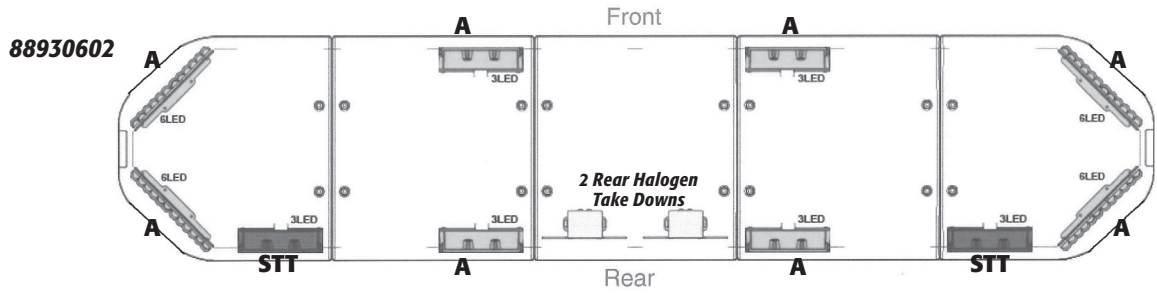 Front
A A
88930602
A A
3LED 3LED
6LED 6LED
6LED 6LED
2 Rear Halogen
Take Downs
3LED 3LED 3LED 3LED
A A
STT A A STT
Rear